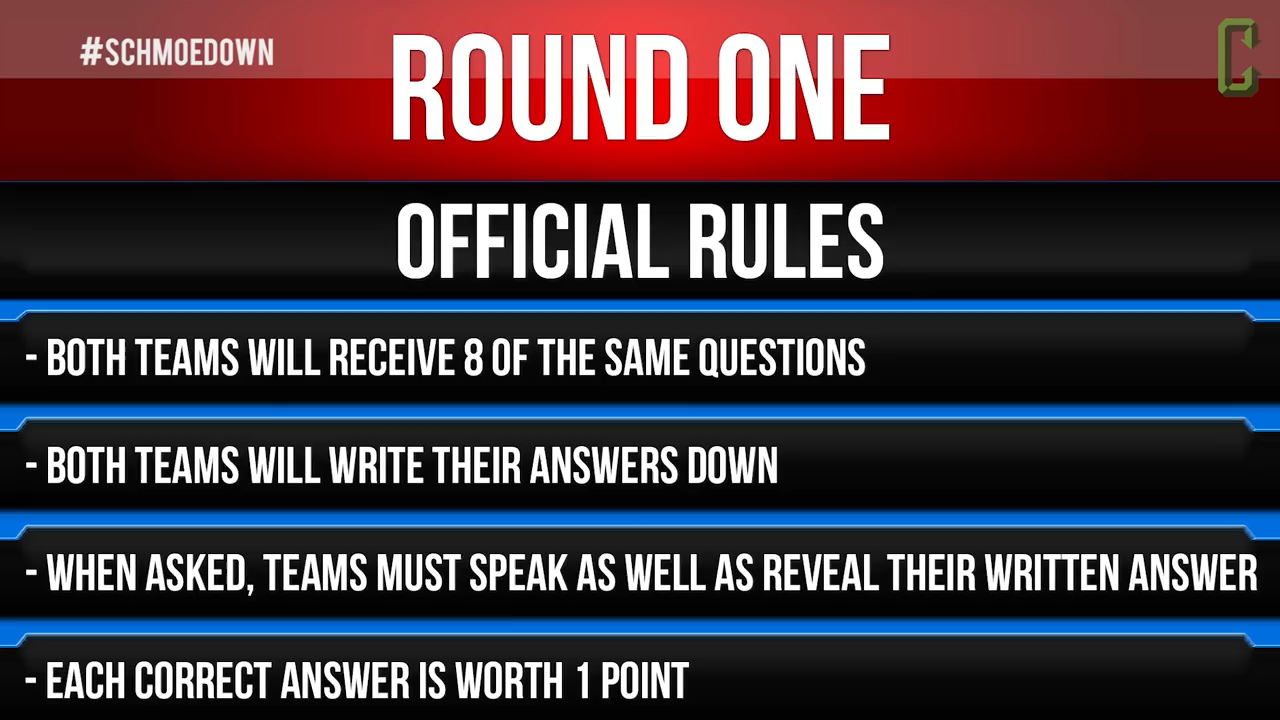 #SCHMOEDOWN
ROUND ONE
OFFICIAL RULES
- BOTH TEAMS WILL RECEIVE 8 OF THE SAME QUESTIONS
- BOTH TEAMS WILL WRITE THEIR ANSWERS DOWN
- WHEN ASKED, TEAMS MUST SPEAK AS WELL AS REVEAL THEIR WRITTEN ANSWER
- EACH CORRECT ANSWER IS WORTH 1 POINT